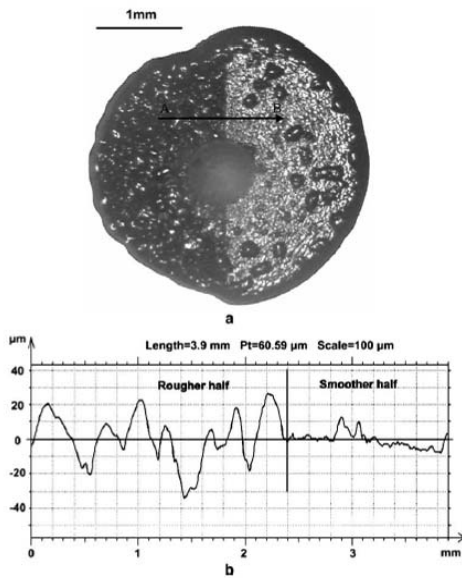 1mm
A B
a
µm Length=3.9 mm Pt=60.59 µm Scale=100 µm
40
Rougher half Smoother half
20
0
-20
-40
0 1 2 3 mm
b